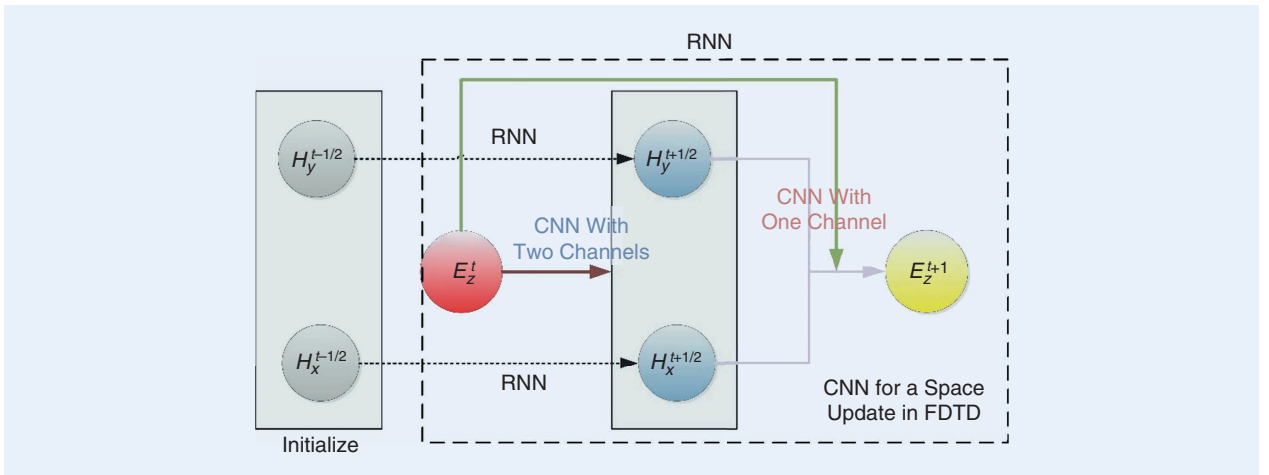 RNN
RNN
H_y^{t–1/2}
H_y^{t+1/2}
CNN With
Two Channels
CNN With
One Channel
E_z^t
E_z^{t+1}
H_x^{t–1/2}
H_x^{t+1/2}
RNN
CNN for a Space
Update in FDTD
Initialize